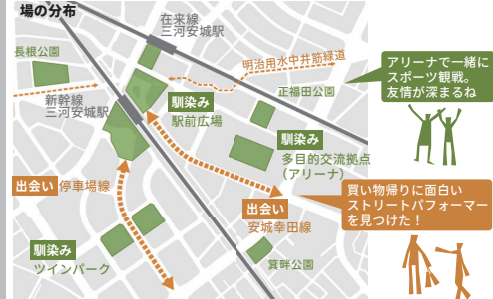 場の分布
在来線
三河安城駅
長根公園
明治用水中井筋緑道
新幹線
三河安城駅
馴染み
駅前広場
正福田公園
馴染み
多目的交流拠点
(アリーナ)
アリーナで一緒に
スポーツ観戦。
友情が深まるね
出会い 停車場線
出会い
安城幸田線
買い物帰りに面白い
ストリートパフォーマー
を見つけた！
馴染み
ツインパーク
箕畔公園